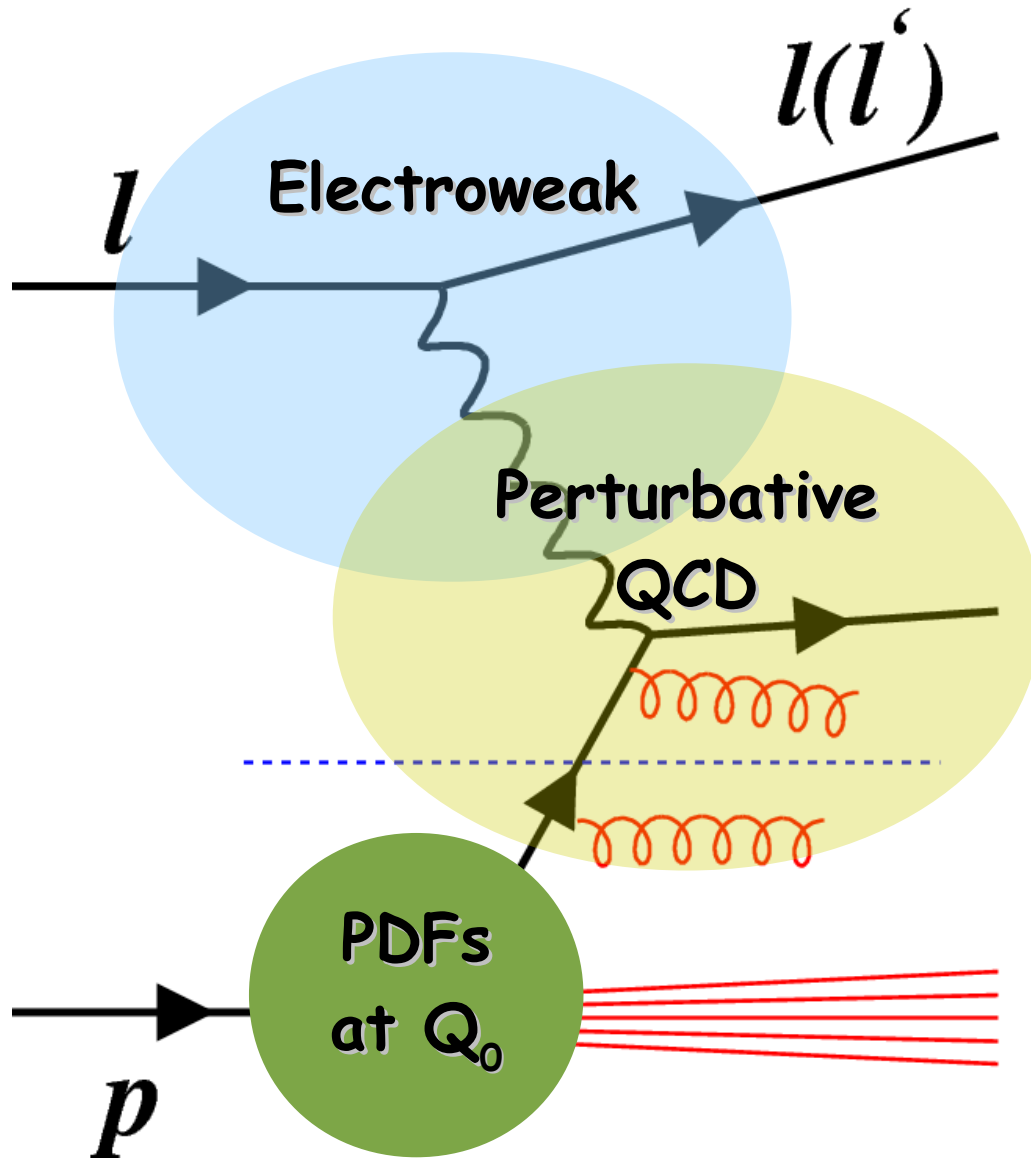 l(l‘)
l
Electroweak
Perturbative
QCD
PDFs
at Q₀
p